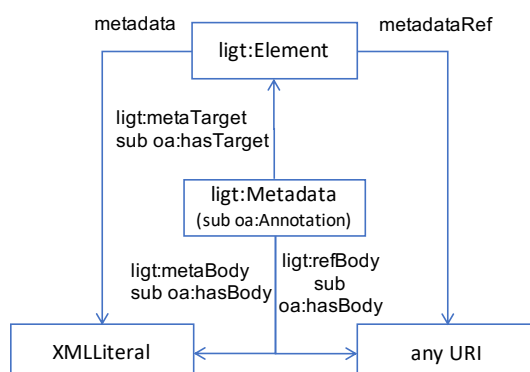 metadata
metadataRef
ligt:Element
ligt:metaTarget
sub oa:hasTarget
ligt:Metadata
(sub oa:Annotation)
ligt:metaBody
sub oa:hasBody
ligt:refBody
sub
oa:hasBody
XMLLiteral
any URI